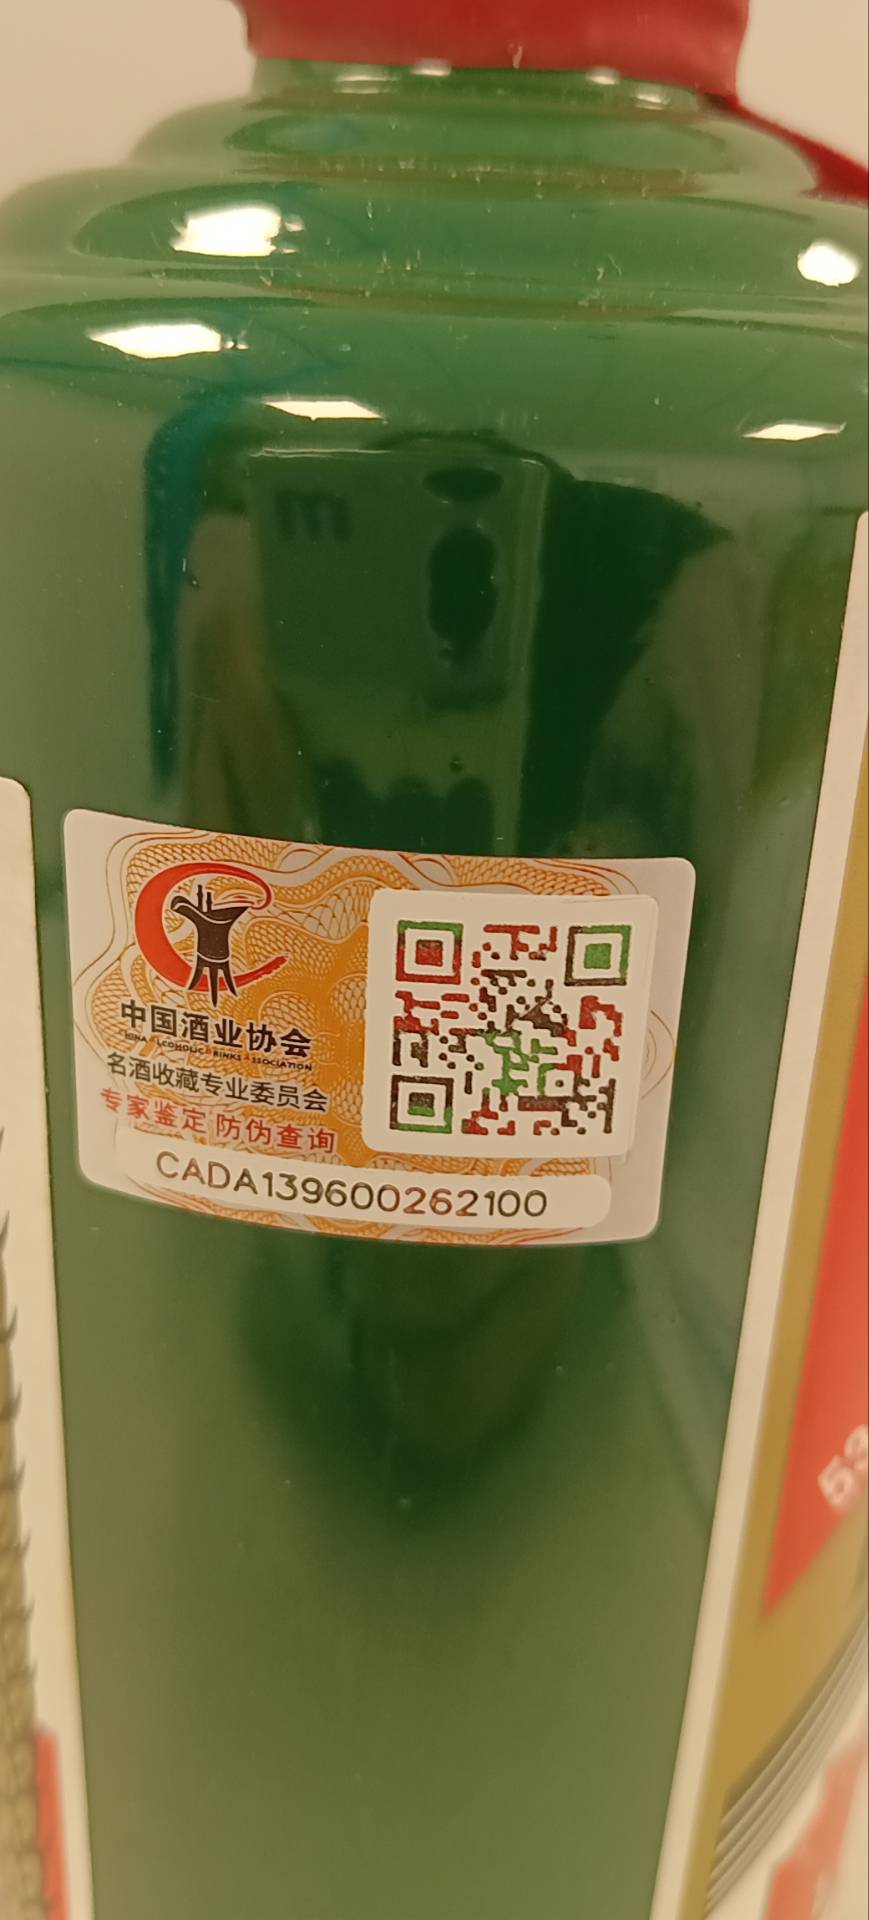 中国酒业协会
名酒收藏专业委员会
专家鉴定 防伪查询
CADA139600262100
53